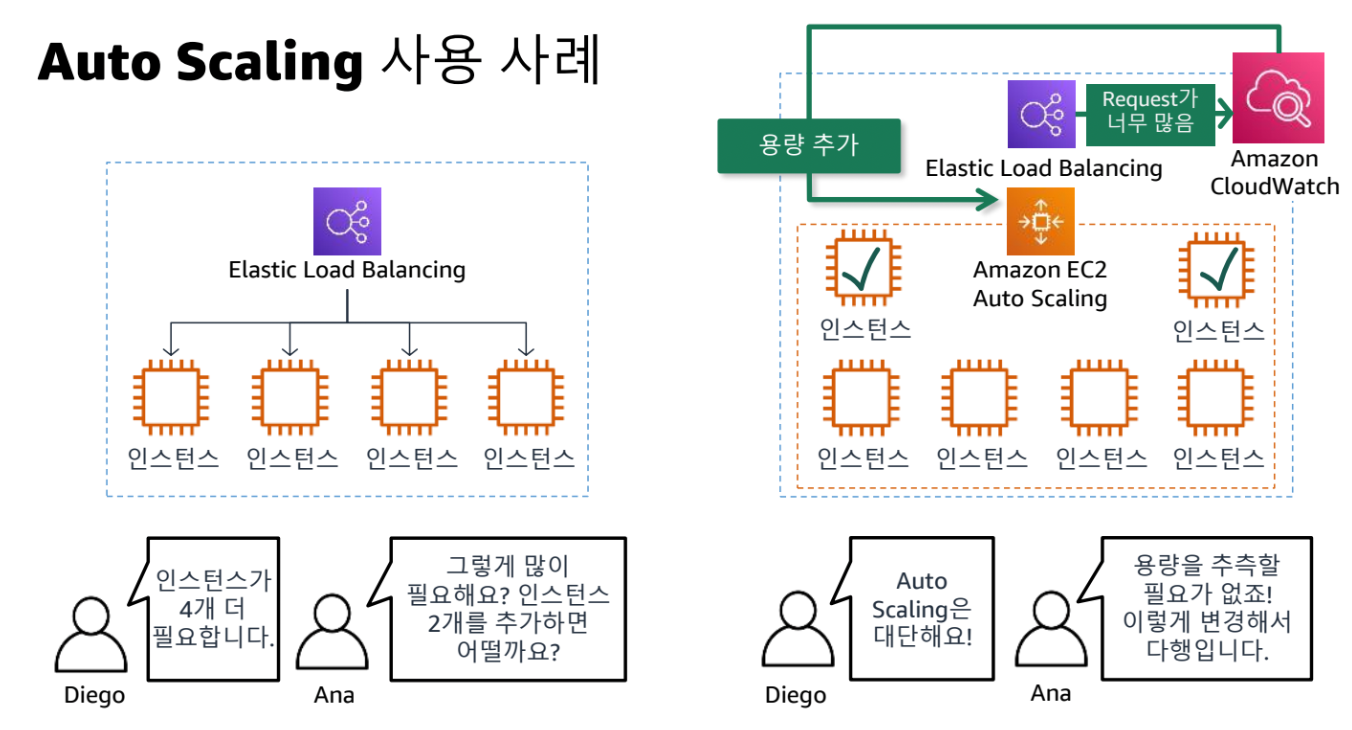 Auto Scaling 사용 사례
Elastic Load Balancing
인스턴스
인스턴스
인스턴스
인스턴스
인스턴스가
4개 더
필요합니다.
Diego
그렇게 많이
필요해요? 인스턴스
2개를 추가하면
어떨까요?
Ana
용량 추가
Elastic Load Balancing
Request가
너무 많음
Amazon
CloudWatch
Amazon EC2
Auto Scaling
인스턴스
인스턴스
인스턴스
인스턴스
인스턴스
인스턴스
Auto
Scaling은
대단해요!
Diego
용량을 추측할
필요가 없죠!
이렇게 변경해서
다행입니다.
Ana